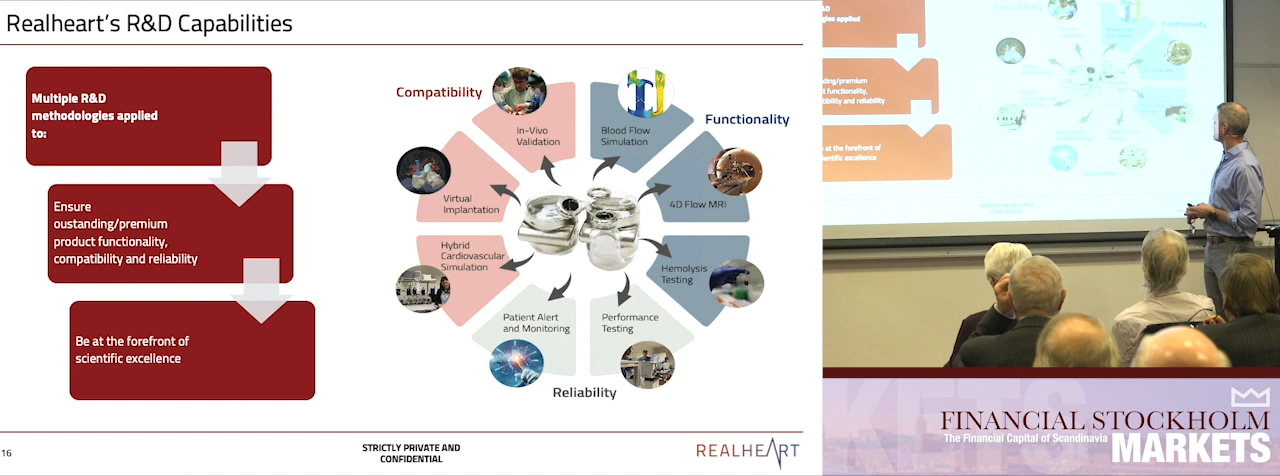 Realheart's R&D Capabilities
Multiple R&D
methodologies applied
to:
Ensure
oustanding/premium
product functionality,
compatibility and reliability
Be at the forefront of
scientific excellence
Compatibility
Functionality
Reliability
In-Vivo
Validation
Blood Flow
Simulation
Virtual
Implantation
4D Flow MRI
Hybrid
Cardiovascular
Simulation
Hemolysis
Testing
Patient Alert
and Monitoring
Performance
Testing
16
STRICTLY PRIVATE AND
CONFIDENTIAL
REALHEART
Functionality
FINANCIAL STOCKHOLM
The Financial Capital of Scandinavia
MARKETS